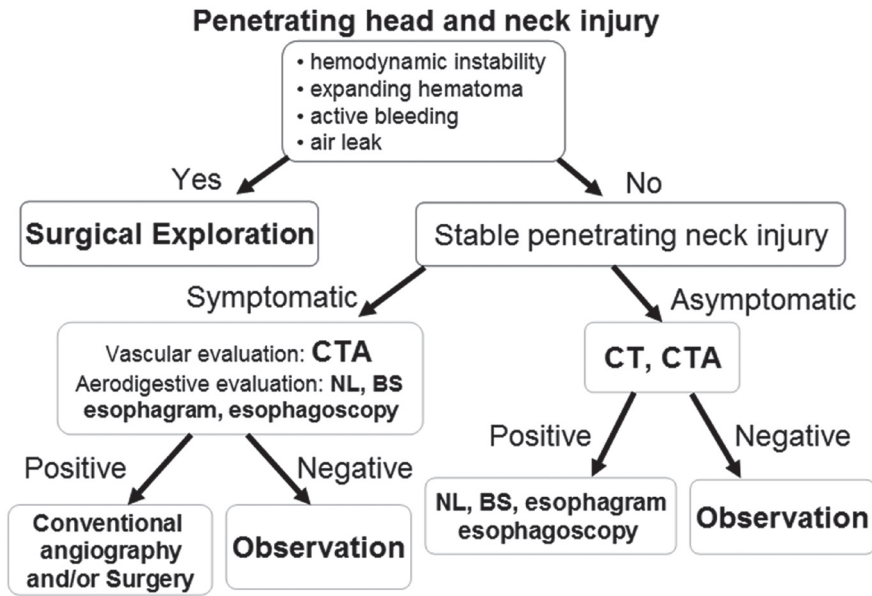 Penetrating head and neck injury
• hemodynamic instability
• expanding hematoma
• active bleeding
• air leak
Yes
No
Surgical Exploration
Stable penetrating neck injury
Symptomatic
Asymptomatic
Vascular evaluation: CTA
Aerodigestive evaluation: NL, BS
esophagram, esophagoscopy
CT, CTA
Positive
Negative
Positive
Negative
Conventional
angiography
and/or Surgery
Observation
NL, BS, esophagram
esophagoscopy
Observation